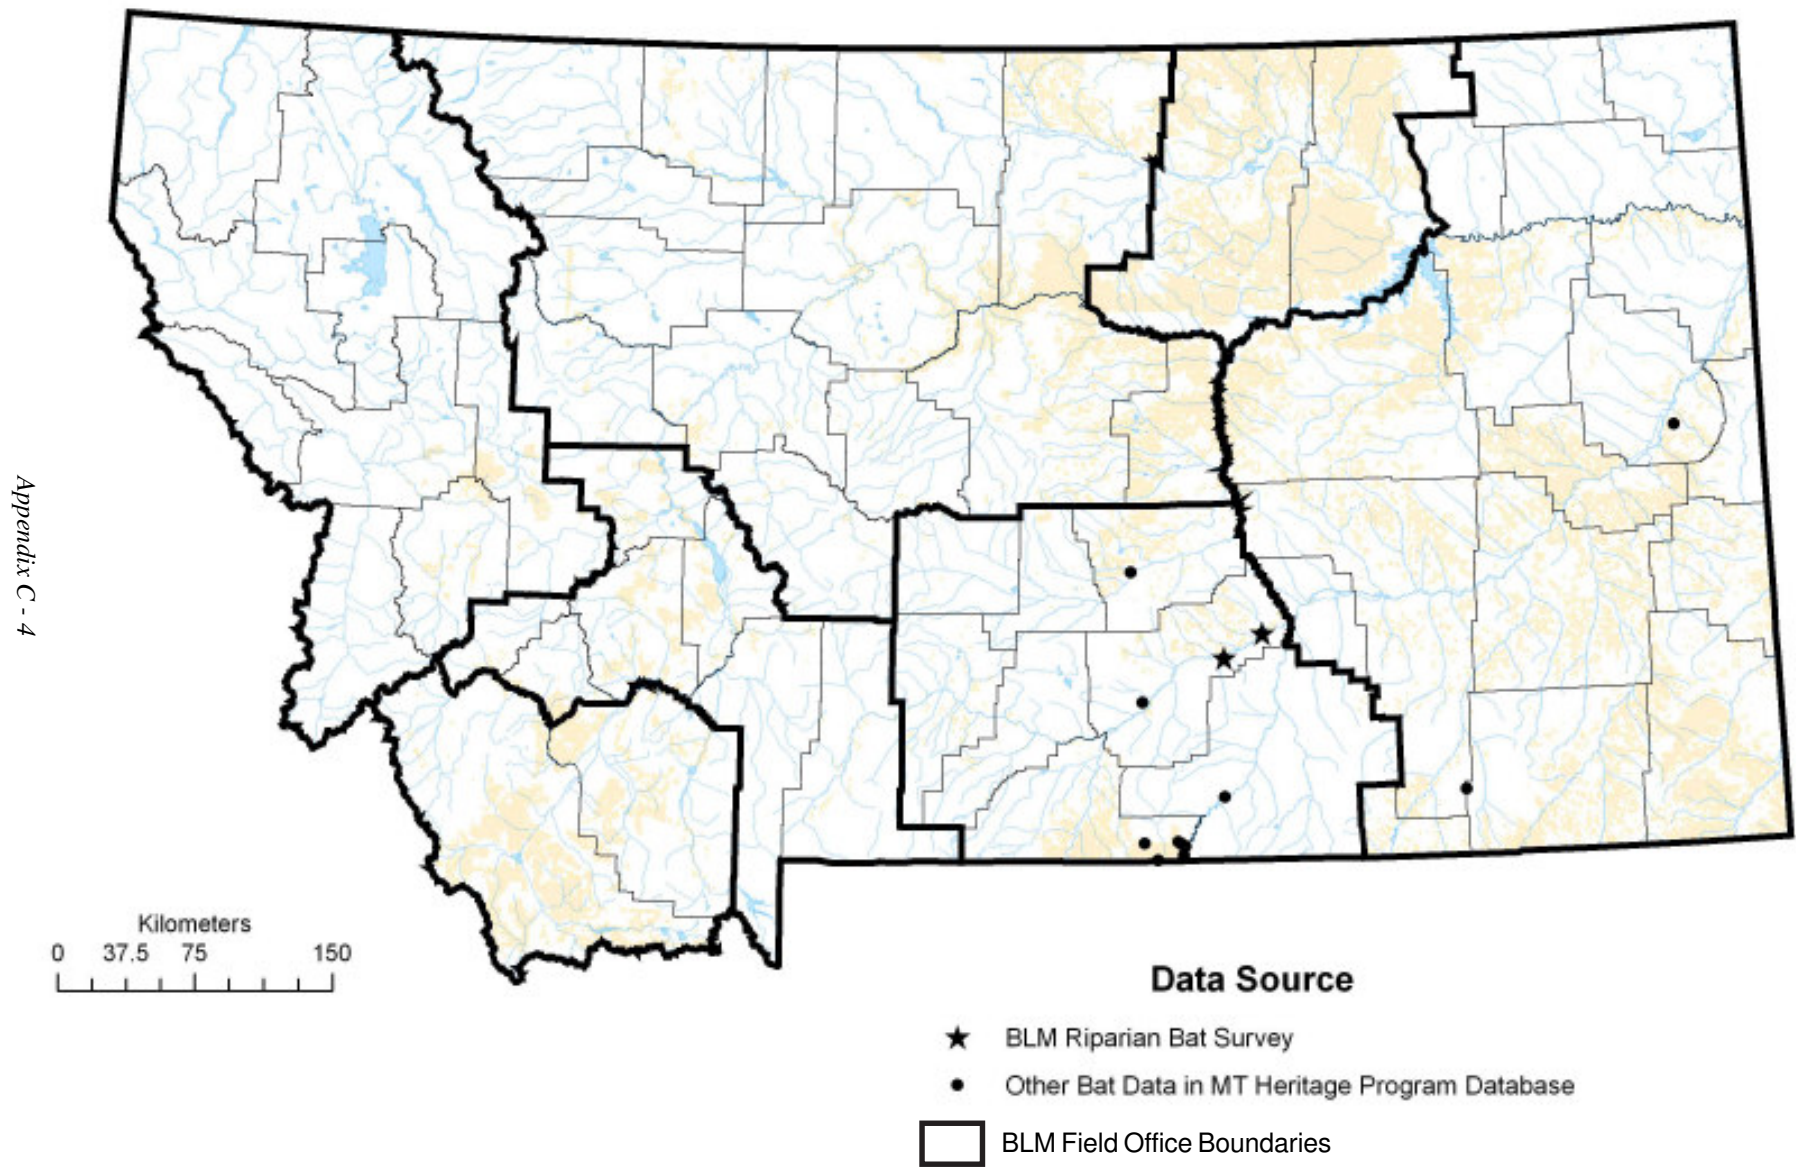 Appendix C - 4
Kilometers
0 37.5 75 150
Data Source
BLM Riparian Bat Survey
Other Bat Data in MT Heritage Program Database
BLM Field Office Boundaries